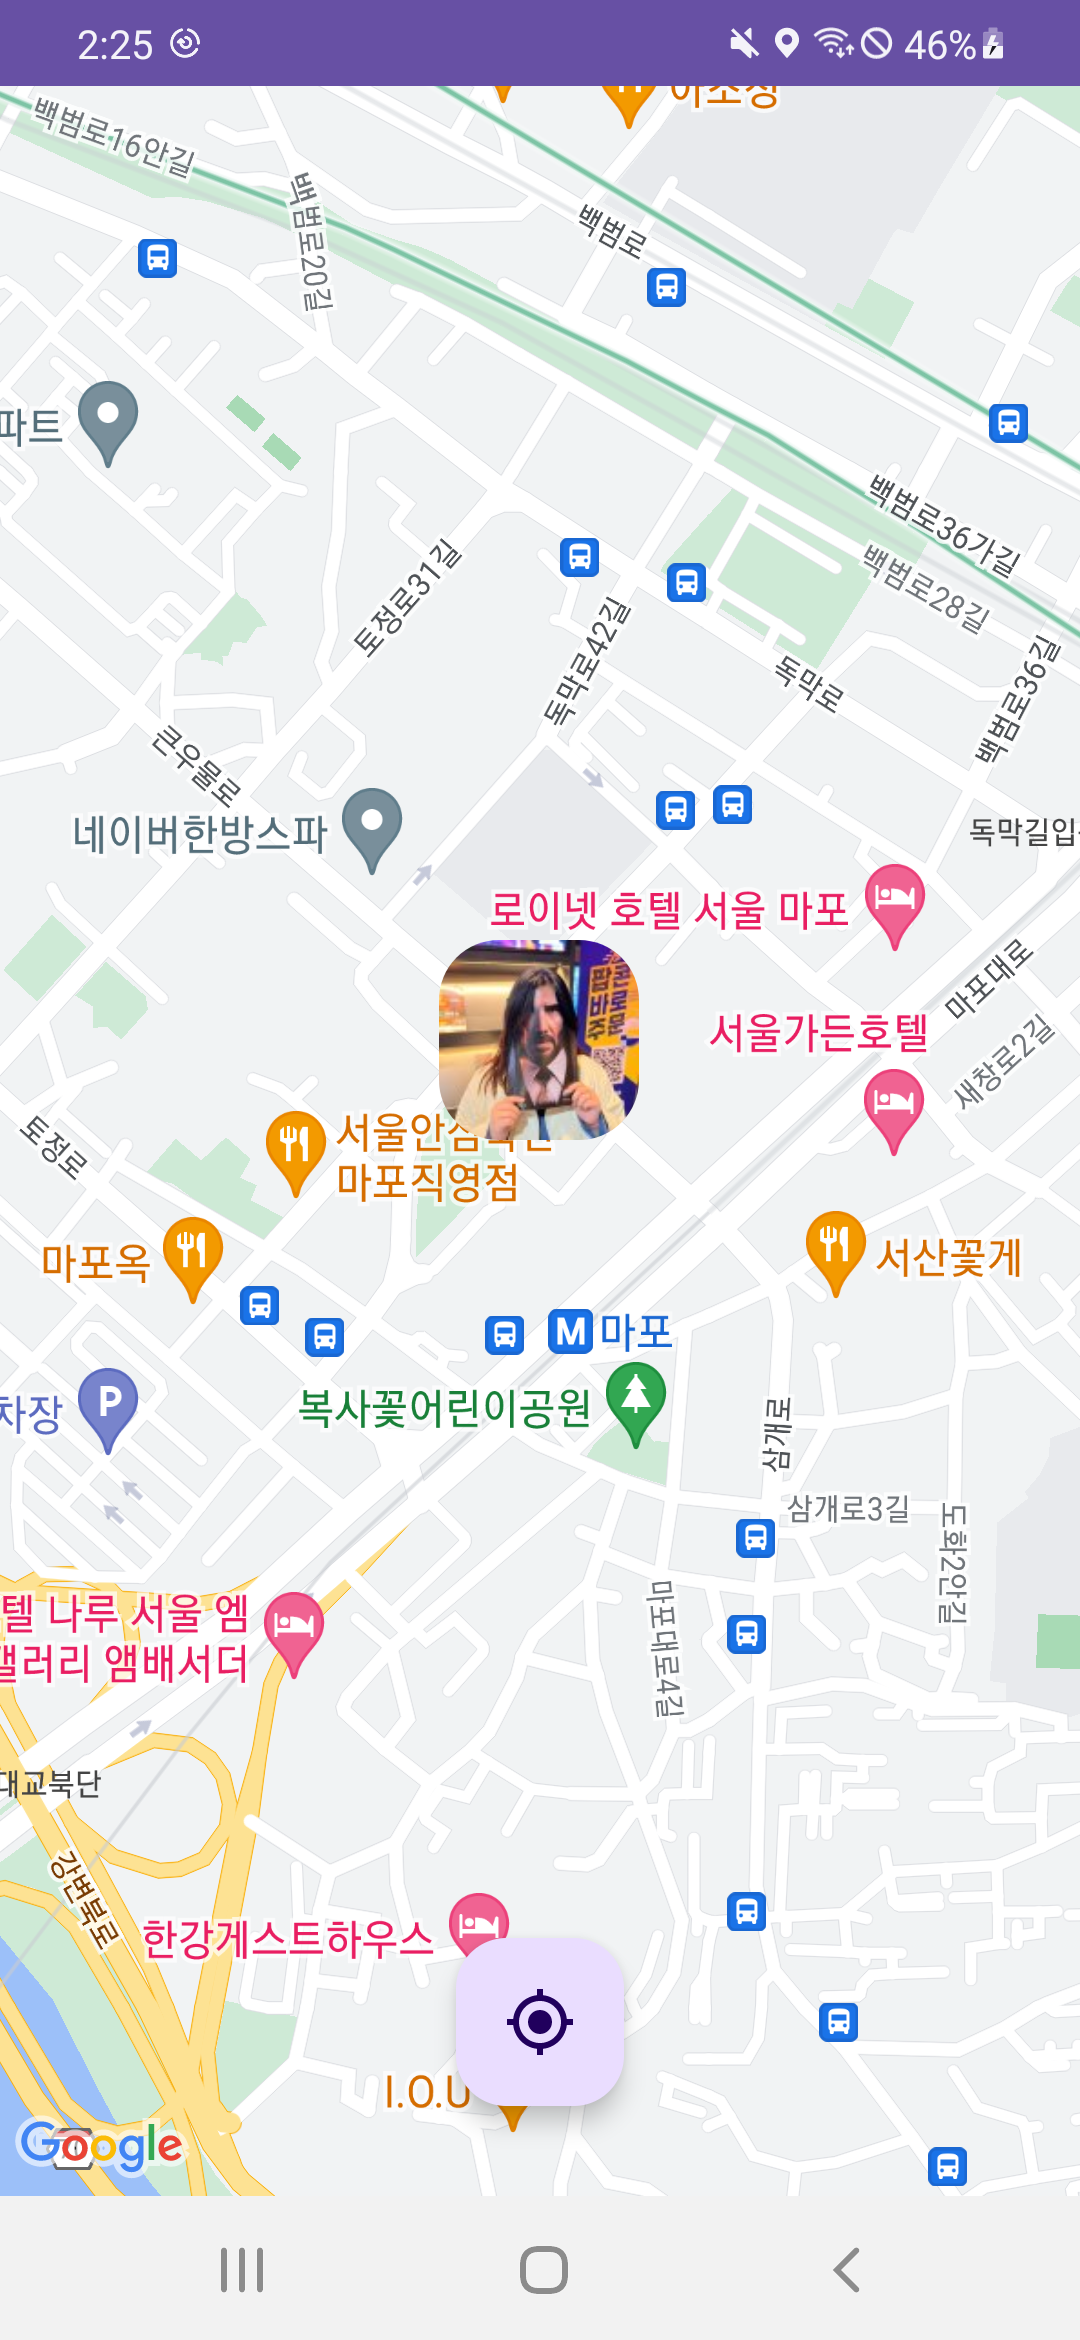 2:25
46%
백범로16안길
백범로20길
백범로
파트
백범로36가길
백범로28길
토정로31길
독막로42길
독막로
백범로36길
큰우물로
네이버한방스파
독막길입
로이넷 호텔 서울 마포
마포대로
서울가든호텔
새창로2길
토정로
마포직영점
마포옥
서산꽃게
M 마포
차장
P
복사꽃어린이공원
삼개로
삼개로3길
도화2안길
마포대로4길
텔 나루 서울 엠
갤러리 앰배서더
대교북단
강변북로
한강게스트하우스
I.O.U
Google